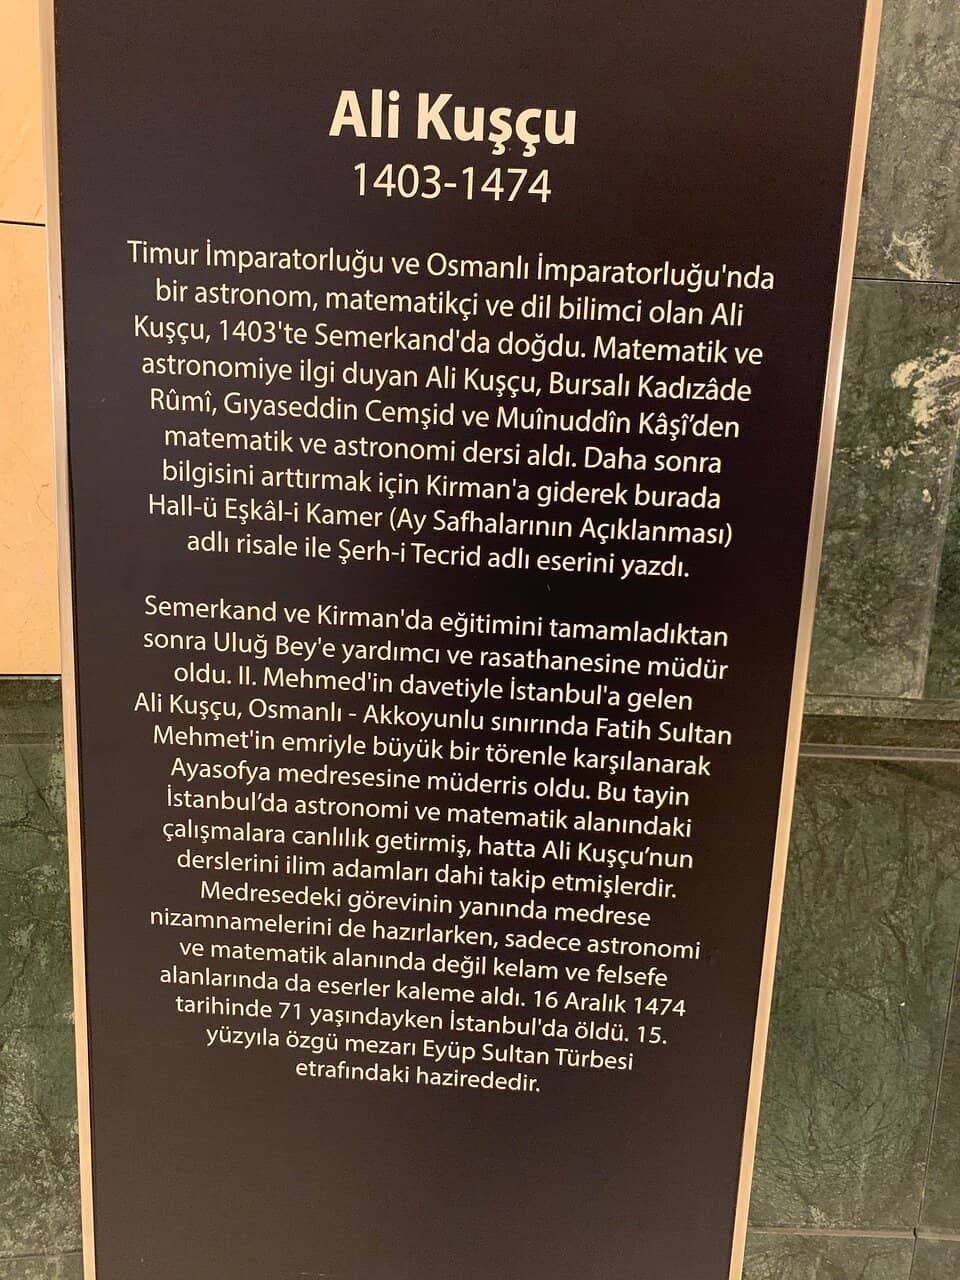 Ali Kuşçu
1403-1474
Timur İmparatorluğu ve Osmanlı İmparatorluğu'nda
bir astronom, matematikçi ve dil bilimci olan Ali
Kuşçu, 1403'te Semerkand'da doğdu. Matematik ve
astronomiye ilgi duyan Ali Kuşçu, Bursalı Kadızâde
Rûmî, Gıyaseddin Cemşid ve Muînuddîn Kâşî’den
matematik ve astronomi dersi aldı. Daha sonra
bilgisini arttırmak için Kirman'a giderek burada
Hall-ü Eşkâl-i Kamer (Ay Safhalarının Açıklanması)
adlı risale ile Şerh-i Tecrid adlı eserini yazdı.
Semerkand ve Kirman'da eğitimini tamamladıktan
sonra Uluğ Bey'e yardımcı ve rasathanesine müdür
oldu. II. Mehmed'in davetiyle İstanbul'a gelen
Ali Kuşçu, Osmanlı - Akkoyunlu sınırında Fatih Sultan
Mehmet'in emriyle büyük bir törenle karşılanarak
Ayasofya medresesine müderris oldu. Bu tayin
İstanbul’da astronomi ve matematik alanındaki
çalışmalara canlılık getirmiş, hatta Ali Kuşçu’nun
derslerini ilim adamları dahi takip etmişlerdir.
Medresedeki görevinin yanında medrese
nizamnamelerini de hazırlarken, sadece astronomi
ve matematik alanında değil kelam ve felsefe
alanlarında da eserler kaleme aldı. 16 Aralık 1474
tarihinde 71 yaşındayken İstanbul'da öldü. 15.
yüzyıla özgü mezarı Eyüp Sultan Türbesi
etrafındaki hazirededir.